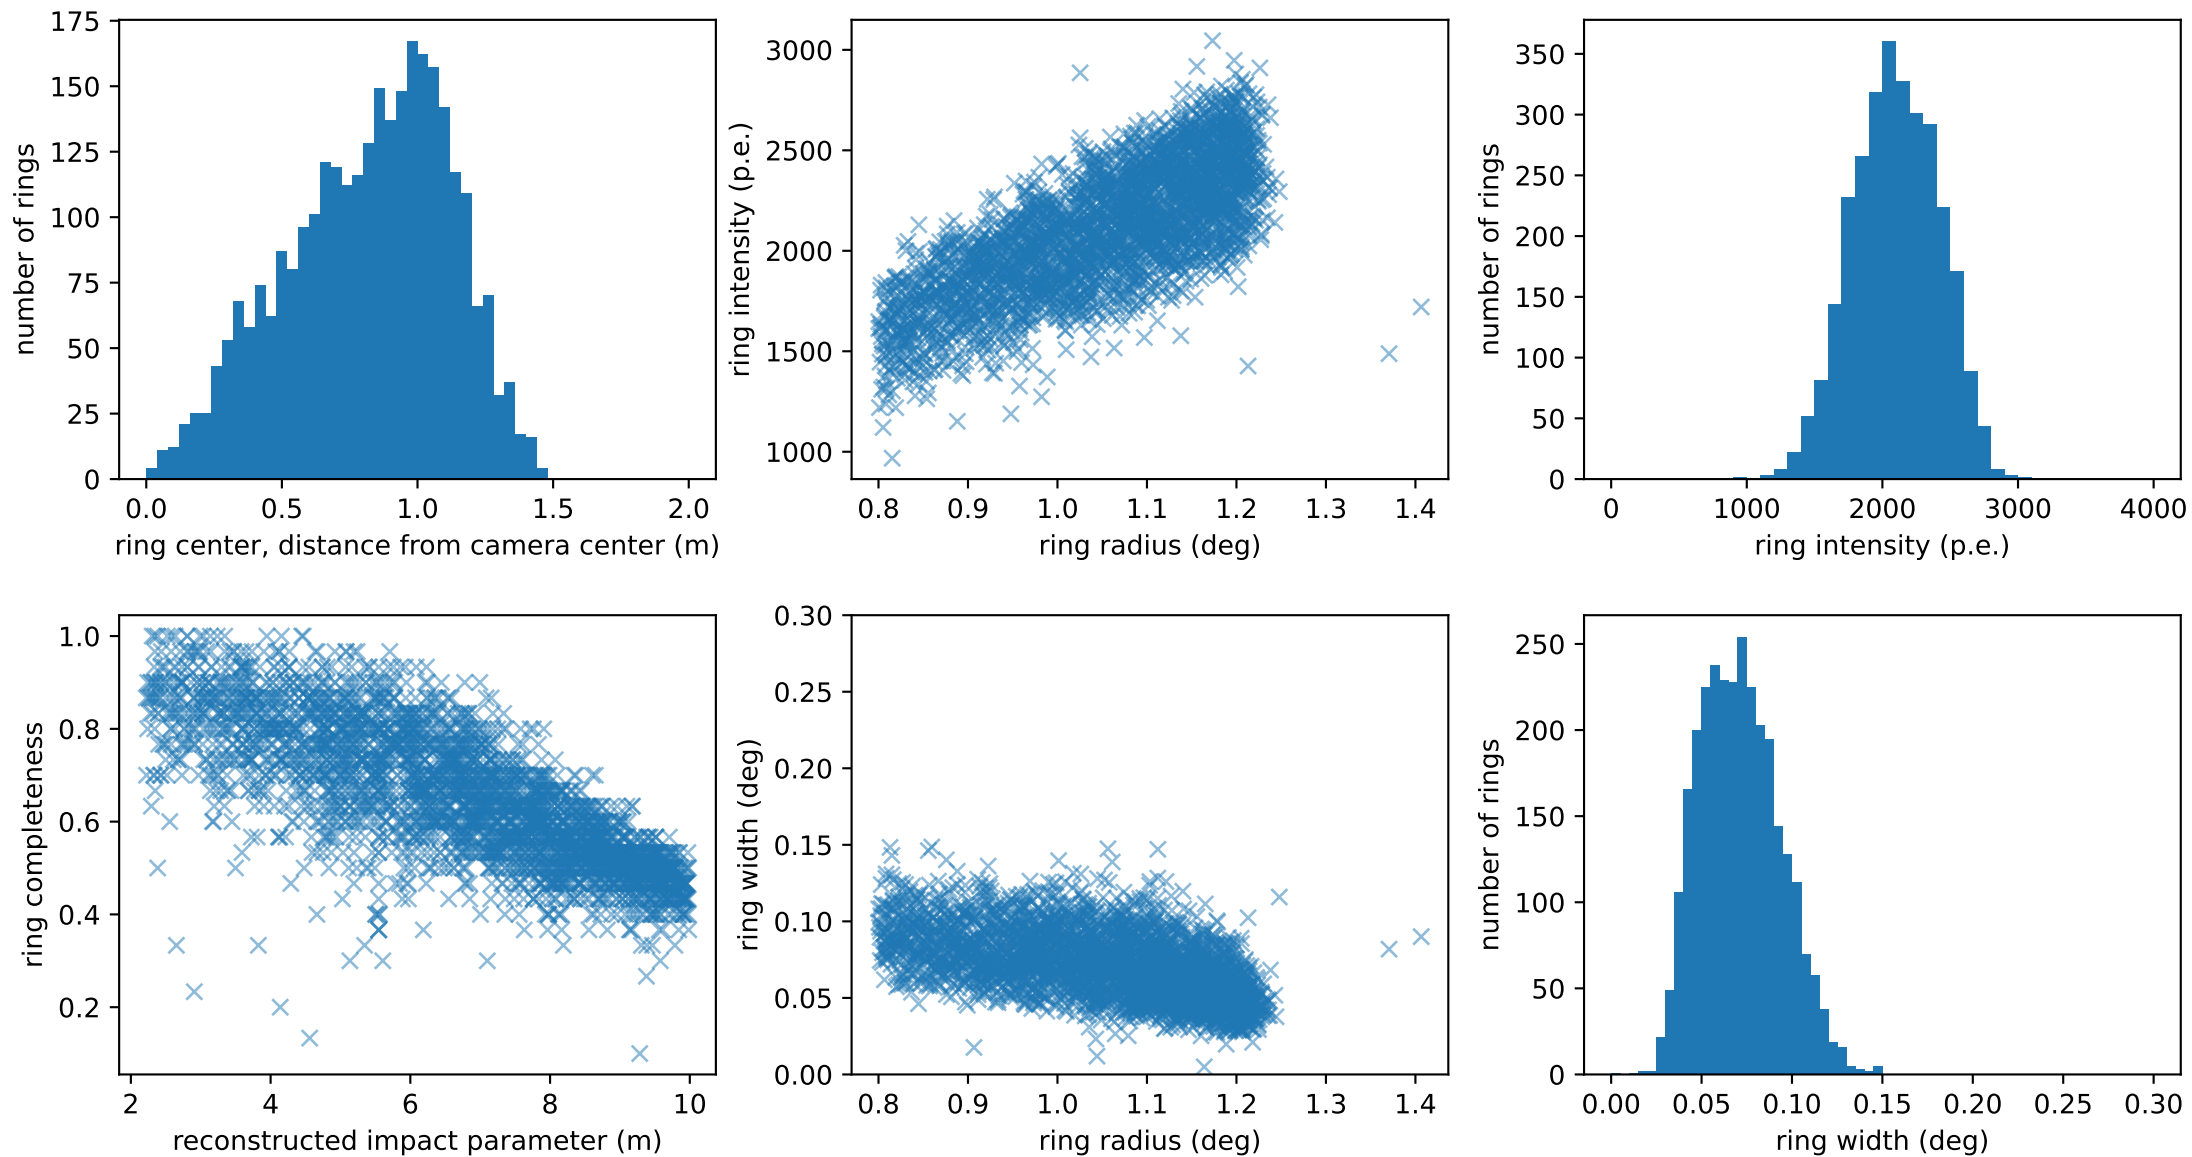 175
150
125
100
75
50
25
0
number of rings
0.0 0.5 1.0 1.5 2.0
ring center, distance from camera center (m)
3000
2500
2000
1500
1000
ring intensity (p.e.)
0.8 0.9 1.0 1.1 1.2 1.3 1.4
ring radius (deg)
350
300
250
200
150
100
50
0
number of rings
0 1000 2000 3000 4000
ring intensity (p.e.)
1.0
0.8
0.6
0.4
0.2
ring completeness
2 4 6 8 10
reconstructed impact parameter (m)
0.30
0.25
0.20
0.15
0.10
0.05
0.00
ring width (deg)
0.8 0.9 1.0 1.1 1.2 1.3 1.4
ring radius (deg)
250
200
150
100
50
0
number of rings
0.00 0.05 0.10 0.15 0.20 0.25 0.30
ring width (deg)